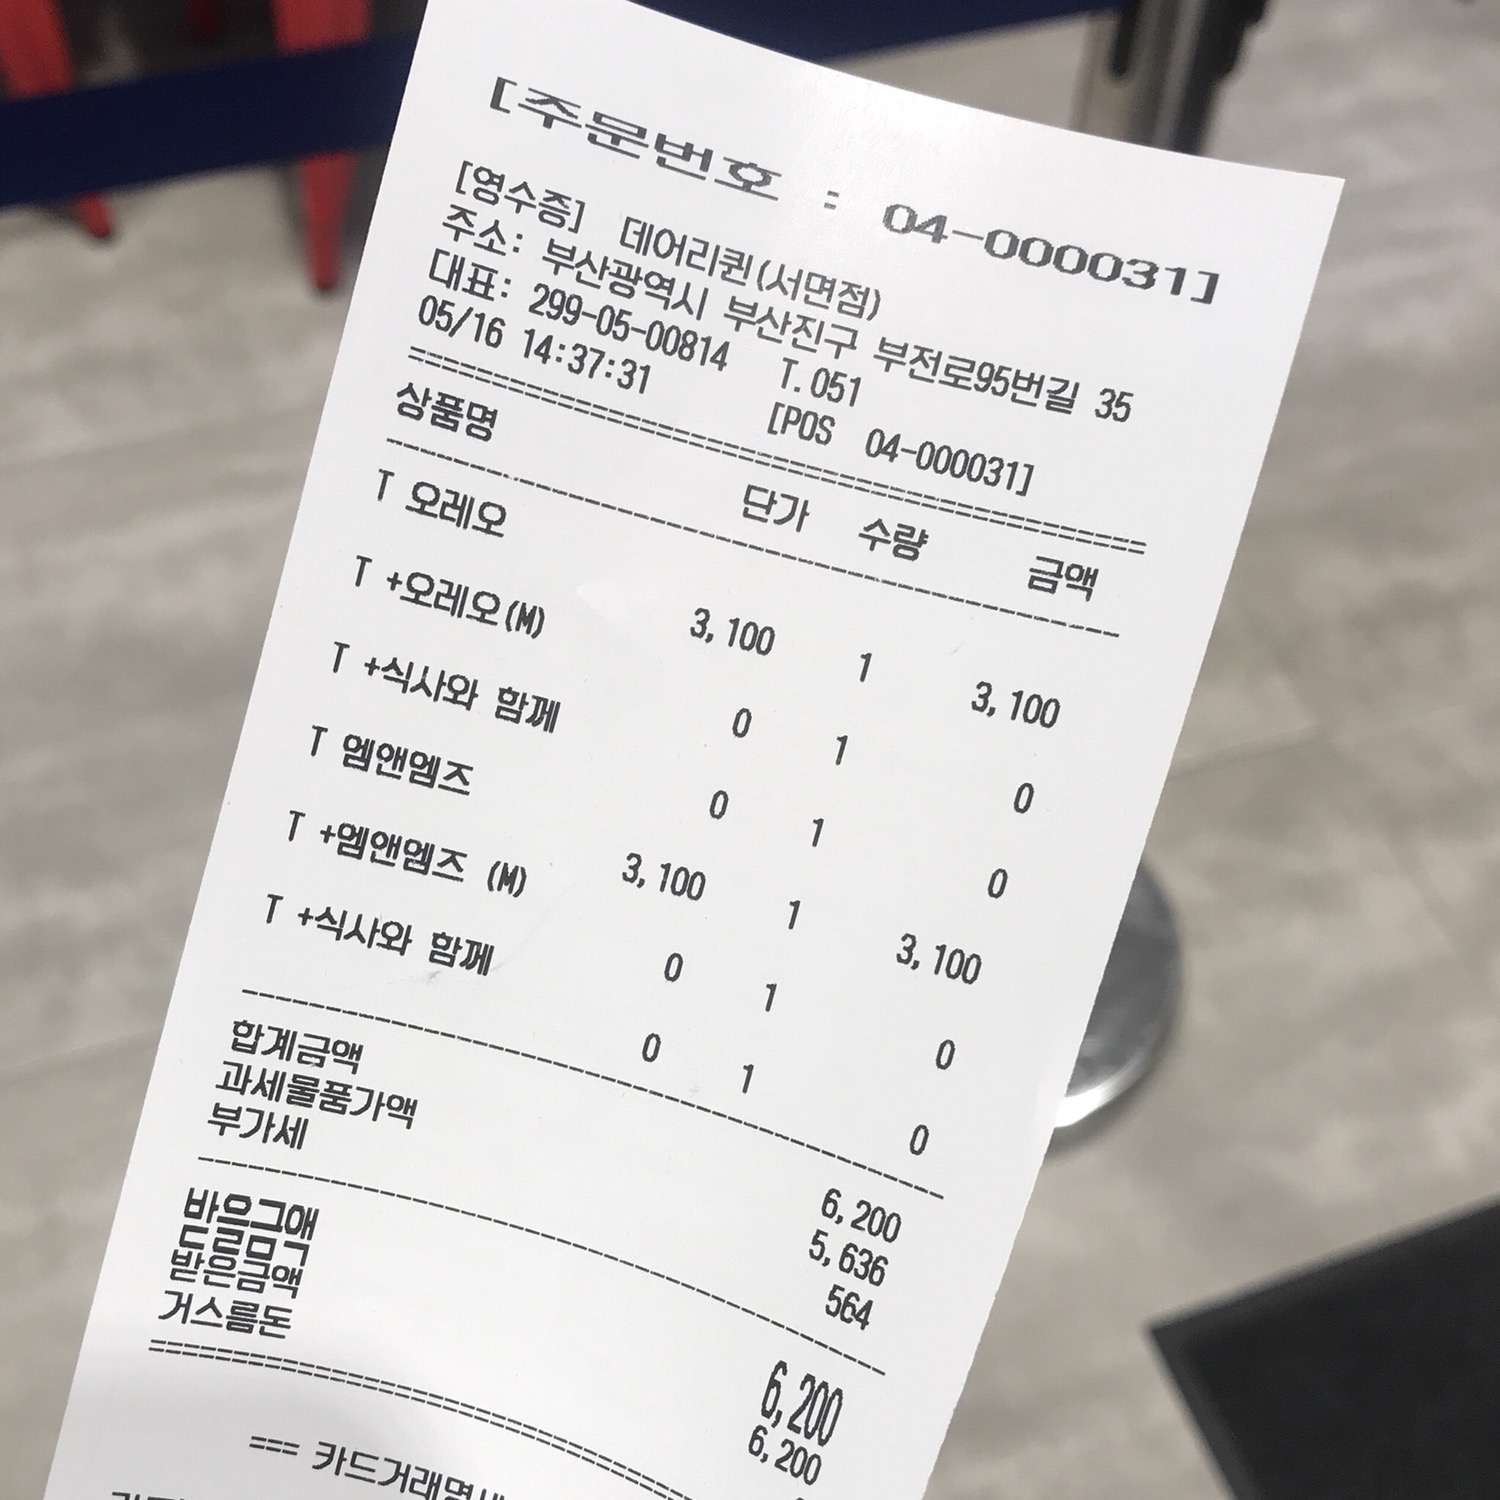 [주문번호 : 04-000031]
[영수증] 데어리퀸(서면점)
주소: 부산광역시 부산진구 부전로95번길 35
대표: 299-05-00814 T.051
05/16 14:37:31 [POS 04-000031]
상품명 단가 수량 금액
T 오레오 3,100 1 3,100
T +오레오(M) 0 1 0
T +식사와 함께 0 1 0
T 엠앤엠즈 3,100 1 3,100
T +엠앤엠즈 (M) 0 1 0
T +식사와 함께 0 1 0
합계금액 6,200
과세물품가액 5,636
부가세 564
받을금액 6,200
받은금액 6,200
거스름돈
=== 카드거래명세